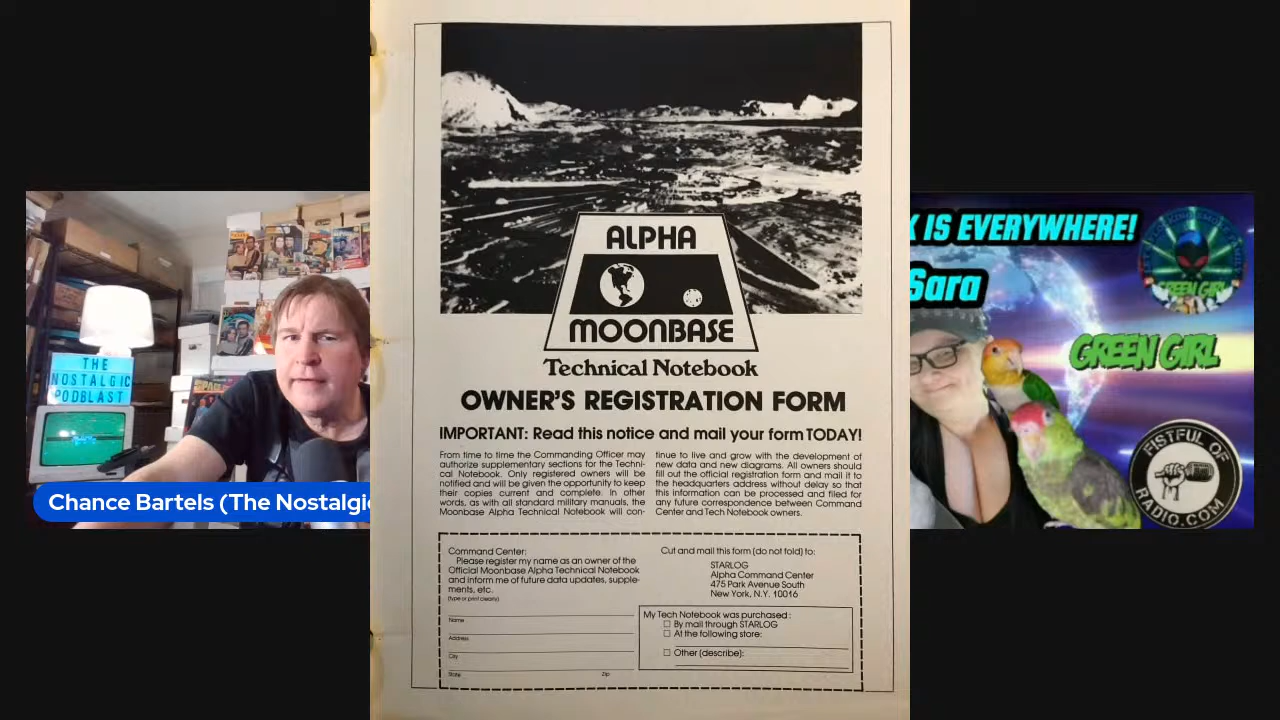 ALPHA
MOONBASE
Technical Notebook
OWNER'S REGISTRATION FORM
IMPORTANT: Read this notice and mail your form TODAY!
From time to time the Commanding Officer may
authorize supplementary sections for the Techni-
cal Notebook. Only registered owners will be
notified and will be given the opportunity to keep
their copies current and complete. In other
words, as with all standard military manuals, the
Moonbase Alpha Technical Notebook will con-
tinue to live and grow with the development of
new data and new diagrams. All owners should
fill out the official registration form and mail it to
the headquarters address without delay so that
this information can be processed and filed for
any future correspondence between Command
Center and Tech Notebook owners.
Command Center:
Please register my name as an owner of the
Official Moonbase Alpha Technical Notebook
and inform me of future data updates, supple-
ments, etc.
(type or print clearly)
Name
Address
City
State
Zip
Cut and mail this form (do not fold) to:
STARLOG
Alpha Command Center
475 Park Avenue South
New York, N.Y. 10016
My Tech Notebook was purchased:
☐ By mail through STARLOG
☐ At the following store:
☐ Other (describe):
THE
NOSTALGIC
PODBLAST
Chance Bartels (The Nostalgic
K IS EVERYWHERE!
Sara
GREEN GIRL
GREEN GIRL
FISTFUL OF
RADIO.COM